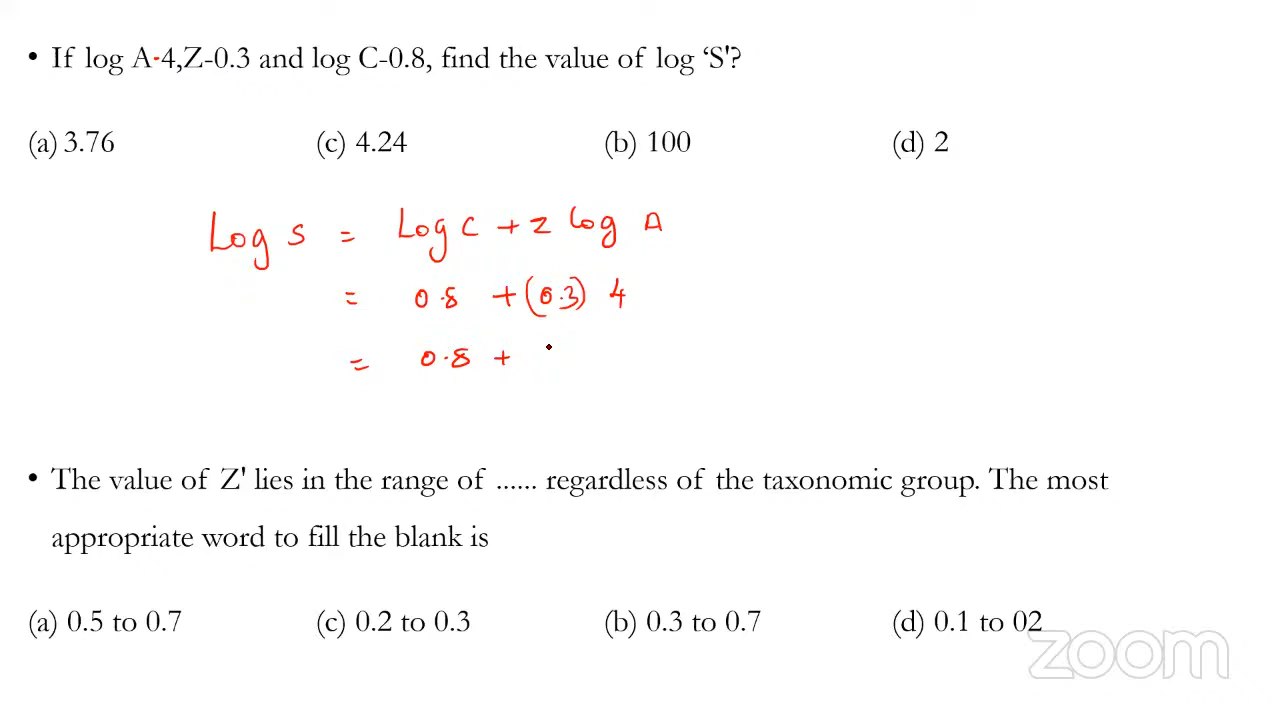 • If log A-4,Z-0.3 and log C-0.8, find the value of log ‘S'?
(a) 3.76 (c) 4.24 (b) 100 (d) 2
Log S = Log C + Z log A
= 0.8 + (0.3) 4
= 0.8 +
• The value of Z' lies in the range of ...... regardless of the taxonomic group. The most
appropriate word to fill the blank is
(a) 0.5 to 0.7 (c) 0.2 to 0.3 (b) 0.3 to 0.7 (d) 0.1 to 02
zoom